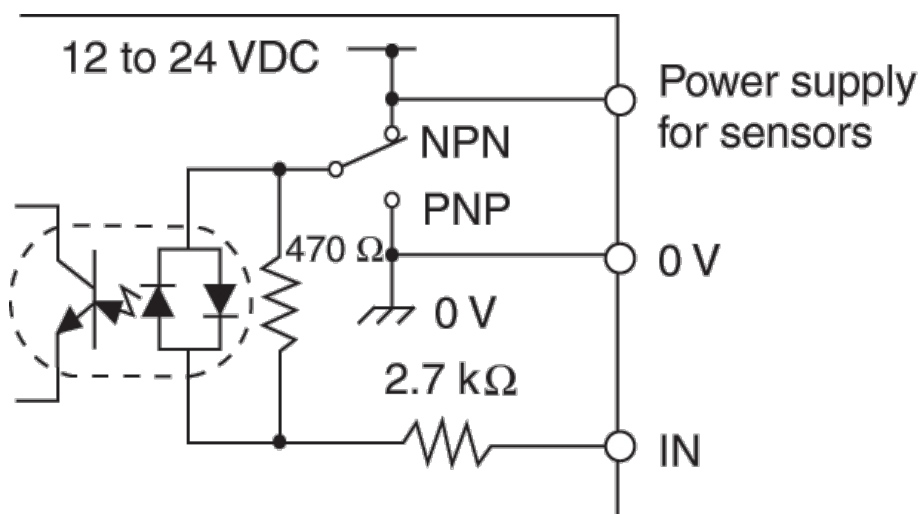 12 to 24 VDC
Power supply
for sensors
NPN
PNP
470 Ω
0 V
0 V
2.7 kΩ
IN